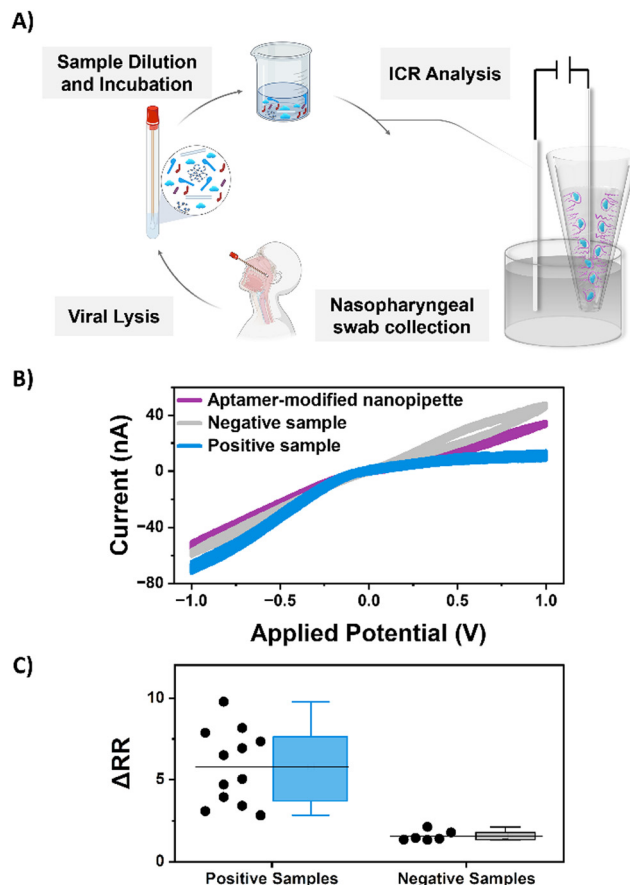 A)
Sample Dilution
and Incubation
ICR Analysis
Viral Lysis
Nasopharyngeal
swab collection
B)
Aptamer-modified nanopipette
Negative sample
Positive sample
Current (nA)
40
0
−40
−80
−1.0
−0.5
0.0
0.5
1.0
Applied Potential (V)
C)
ΔRR
10
5
0
Positive Samples
Negative Samples